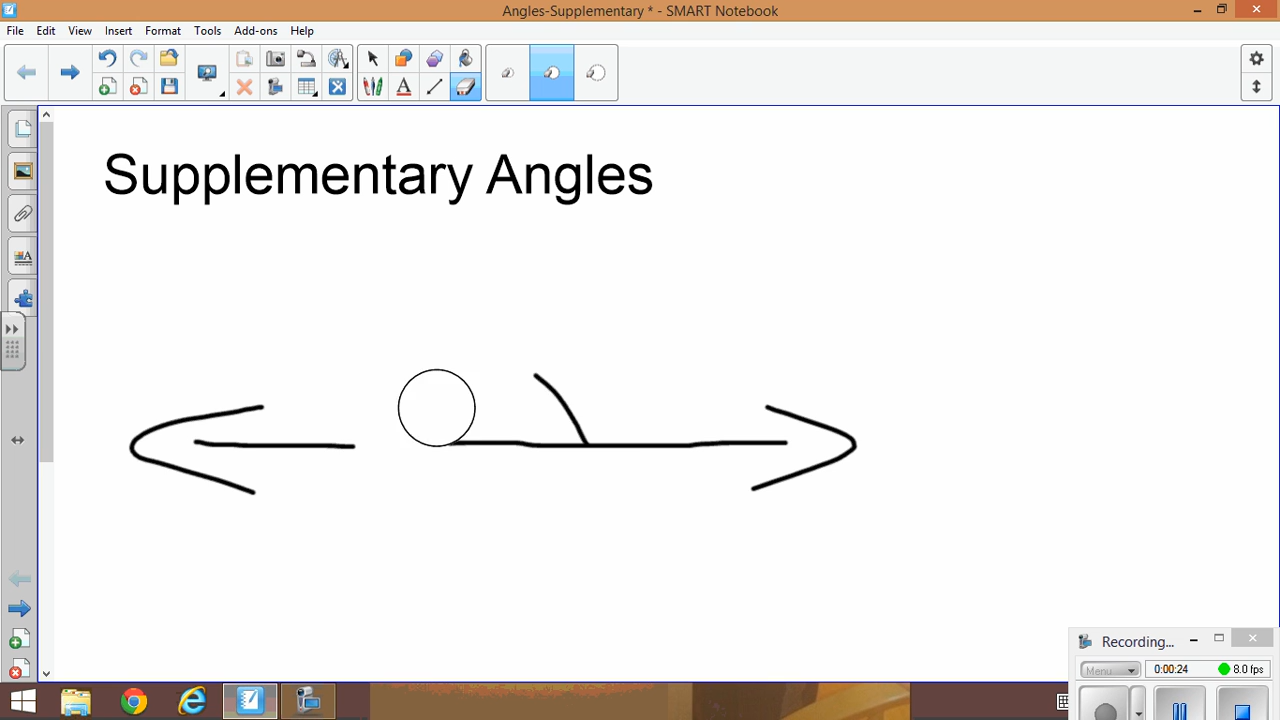 Angles-Supplementary * - SMART Notebook
File Edit View Insert Format Tools Add-ons Help
Supplementary Angles
Recording...
Menu 0:00:24 8.0 fps